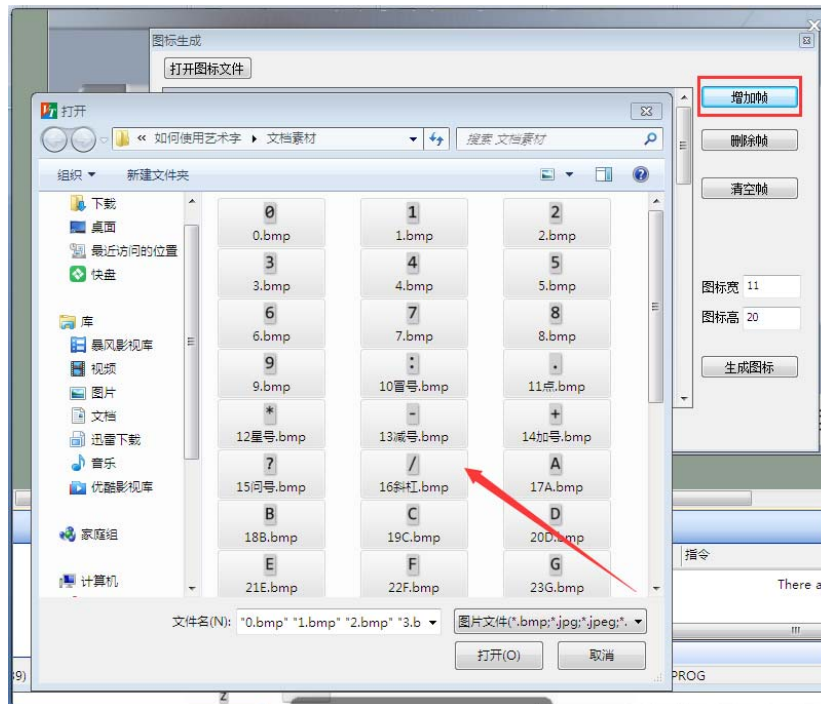 图标生成
打开图标文件
增加帧
删除帧
清空帧
图标宽 11
图标高 20
生成图标
打开
« 如何使用艺术字 ▸ 文档素材
搜索 文档素材
组织 新建文件夹
下载
桌面
最近访问的位置
快盘
库
暴风影视库
视频
图片
文档
迅雷下载
音乐
优酷影视库
家庭组
计算机
0 1 2
0.bmp 1.bmp 2.bmp
3 4 5
3.bmp 4.bmp 5.bmp
6 7 8
6.bmp 7.bmp 8.bmp
9 : .
9.bmp 10冒号.bmp 11点.bmp
* - +
12星号.bmp 13减号.bmp 14加号.bmp
? / A
15问号.bmp 16斜杠.bmp 17A.bmp
B C D
18B.bmp 19C.bmp 20D.bmp
E F G
21E.bmp 22F.bmp 23G.bmp
文件名(N): "0.bmp" "1.bmp" "2.bmp" "3.b
图片文件(*.bmp;*.jpg;*.jpeg;*.
打开(O) 取消
指令
There a
39) PROG
Z